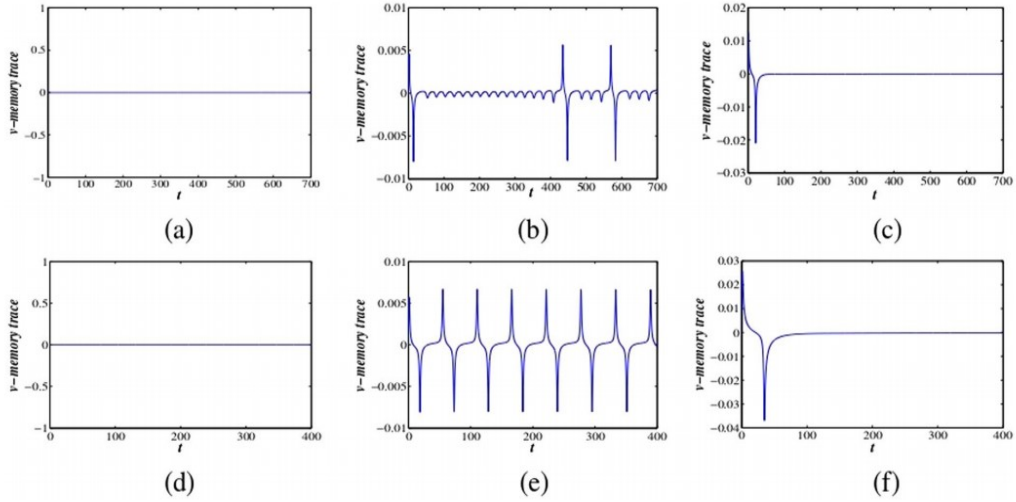 1
0.5
0
−0.5
−1
v−memory trace
0 100 200 300 400 500 600 700
t
(a)
0.01
0.005
0
−0.005
−0.01
v−memory trace
0 100 200 300 400 500 600 700
t
(b)
0.02
0.01
0
−0.01
−0.02
−0.03
v−memory trace
0 100 200 300 400 500 600 700
t
(c)
1
0.5
0
−0.5
−1
v−memory trace
0 100 200 300 400
t
(d)
0.01
0.005
0
−0.005
−0.01
v−memory trace
0 100 200 300 400
t
(e)
0.03
0.02
0.01
0
−0.01
−0.02
−0.03
−0.04
v−memory trace
0 100 200 300 400
t
(f)